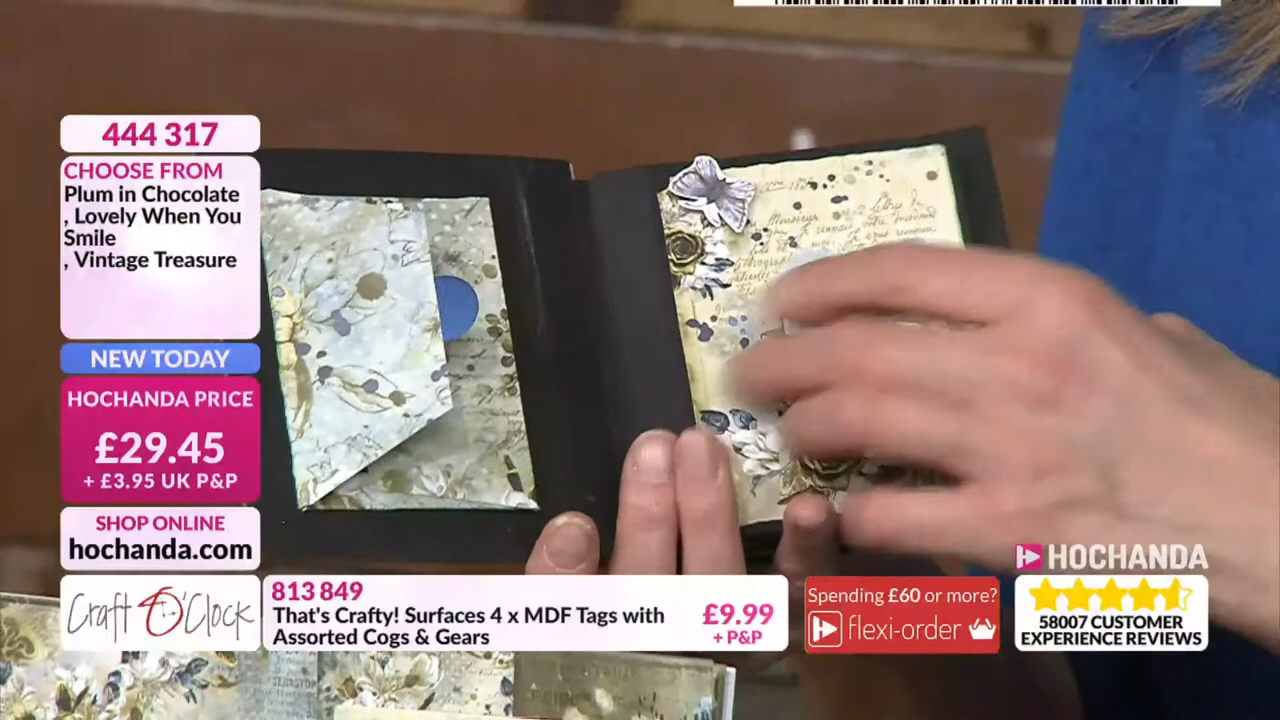 444 317
CHOOSE FROM
Plum in Chocolate
, Lovely When You
Smile
, Vintage Treasure
NEW TODAY
HOCHANDA PRICE
£29.45
+ £3.95 UK P&P
SHOP ONLINE
hochanda.com
Craft O'Clock
813 849
That's Crafty! Surfaces 4 x MDF Tags with
Assorted Cogs & Gears
£9.99
+ P&P
Spending £60 or more?
flexi-order
HOCHANDA
58007 CUSTOMER
EXPERIENCE REVIEWS